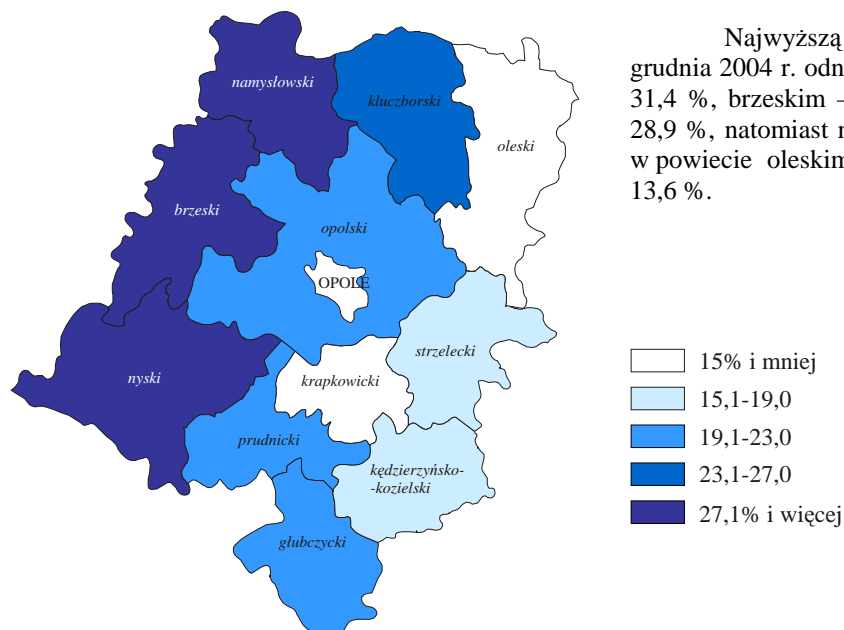 Najwyższą
grudnia 2004 r. odn
31,4 %, brzeskim –
28,9 %, natomiast
w powiecie oleskim
13,6 %.
namysłowski
kluczborski
oleski
brzeski
opolski
OPOLE
strzelecki
nyski
krapkowicki
prudnicki
kędzierzyńsko-
-kozielski
głubczycki
15% i mniej
15,1-19,0
19,1-23,0
23,1-27,0
27,1% i więcej